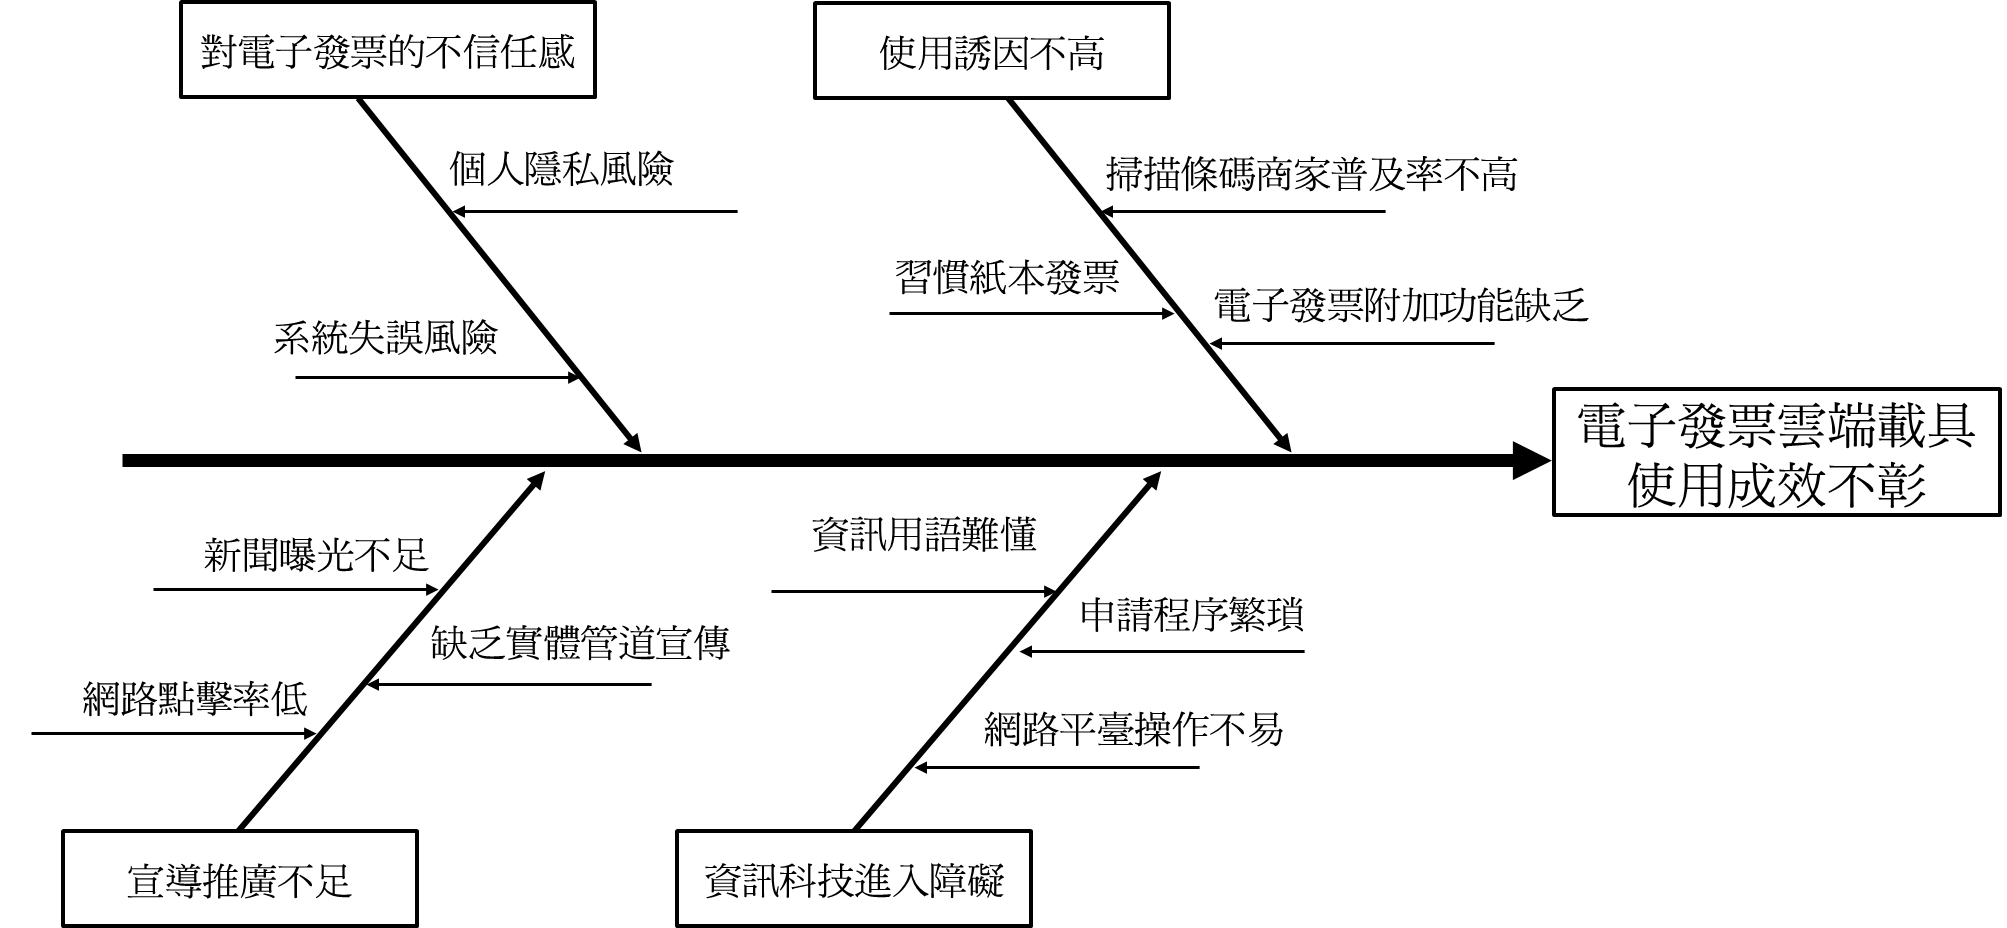 對電子發票的不信任感
使用誘因不高
個人隱私風險
掃描條碼商家普及率不高
習慣紙本發票
電子發票附加功能缺乏
系統失誤風險
電子發票雲端載具
使用成效不彰
新聞曝光不足
資訊用語難懂
申請程序繁瑣
缺乏實體管道宣傳
網路點擊率低
網路平臺操作不易
宣導推廣不足
資訊科技進入障礙